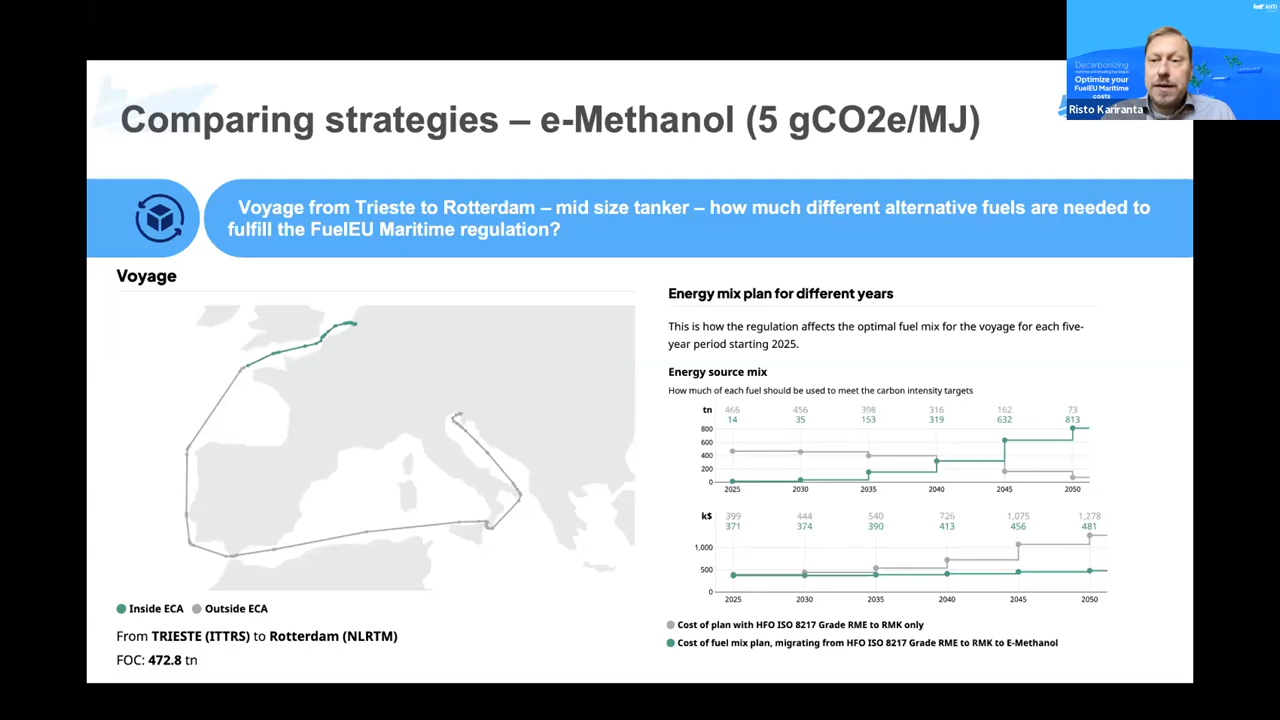 AHTI
Decarbonizing
Optimize your
FuelEU Maritime
costs
Risto Kariranta
Comparing strategies – e-Methanol (5 gCO2e/MJ)
Voyage from Trieste to Rotterdam – mid size tanker – how much different alternative fuels are needed to
fulfill the FuelEU Maritime regulation?
Voyage
Inside ECA Outside ECA
From TRIESTE (ITTRS) to Rotterdam (NLRTM)
FOC: 472.8 tn
Energy mix plan for different years
This is how the regulation affects the optimal fuel mix for the voyage for each five-
year period starting 2025.
Energy source mix
How much of each fuel should be used to meet the carbon intensity targets
tn 466 456 398 316 162 73
14 35 153 319 632 813
800
600
400
200
0
2025 2030 2035 2040 2045 2050
k$ 399 444 540 726 1,075 1,278
371 374 390 413 456 481
1,000
500
0
2025 2030 2035 2040 2045 2050
Cost of plan with HFO ISO 8217 Grade RME to RMK only
Cost of fuel mix plan, migrating from HFO ISO 8217 Grade RME to RMK to E-Methanol